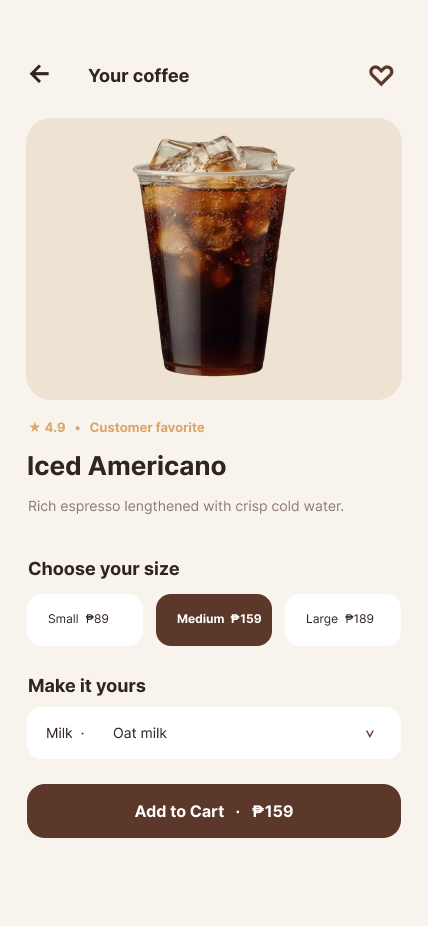 Your coffee
★ 4.9 • Customer favorite
Iced Americano
Rich espresso lengthened with crisp cold water.
Choose your size
Small ₱89
Medium ₱159
Large ₱189
Make it yours
Milk · Oat milk
Add to Cart · ₱159